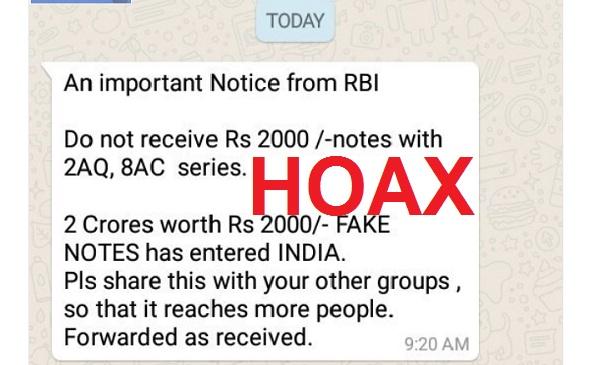 TODAY
An important Notice from RBI
Do not receive Rs 2000 /-notes with
2AQ, 8AC  series.
HOAX
2 Crores worth Rs 2000/- FAKE
NOTES has entered INDIA.
Pls share this with your other groups ,
so that it reaches more people.
Forwarded as received.
9:20 AM